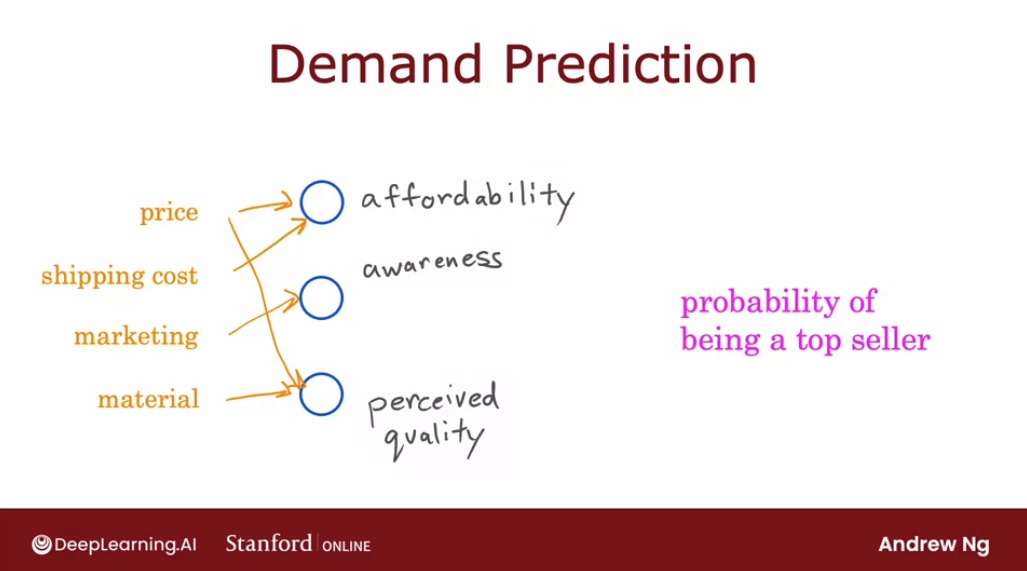 Demand Prediction
price
affordability
shipping cost
awareness
marketing
probability of
being a top seller
material
perceived
quality
DeepLearning.AI
Stanford | ONLINE
Andrew Ng